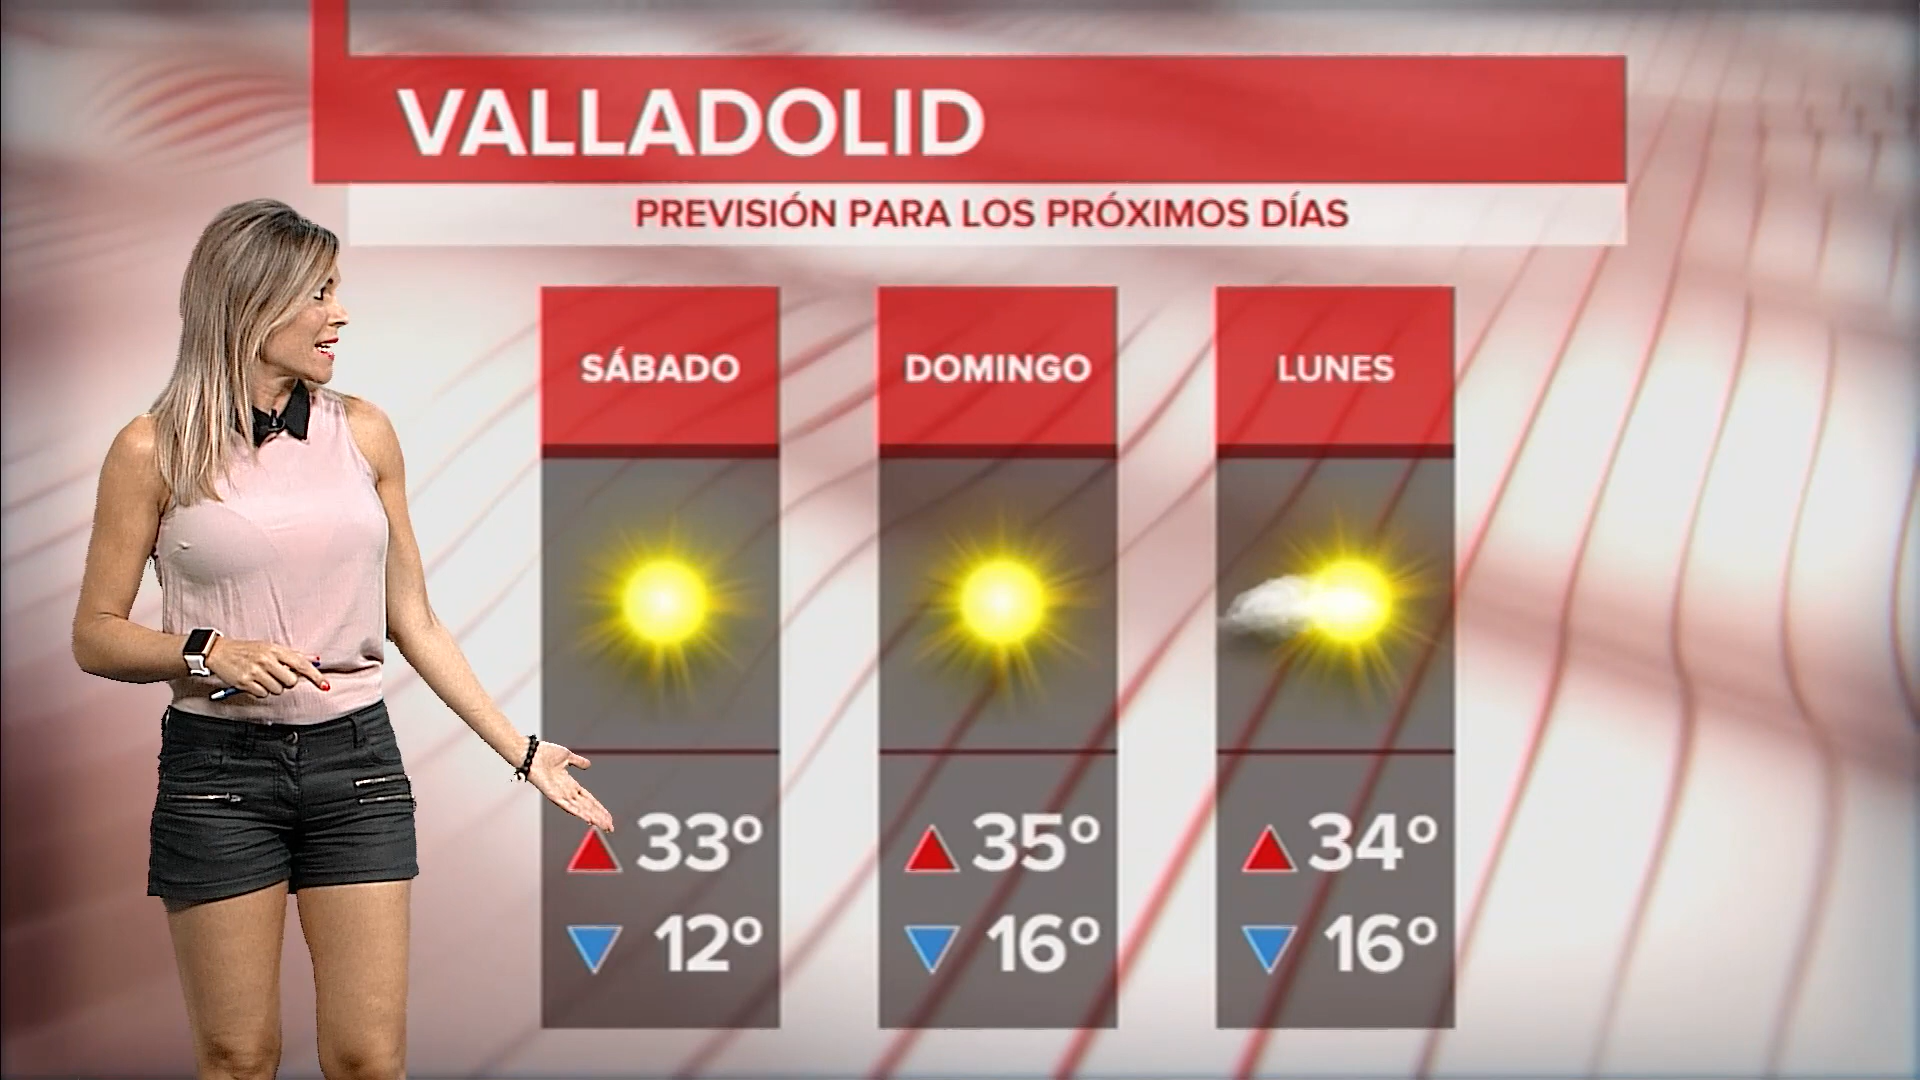 VALLADOLID
PREVISIÓN PARA LOS PRÓXIMOS DÍAS
SÁBADO
DOMINGO
LUNES
33º
35º
34º
12º
16º
16º